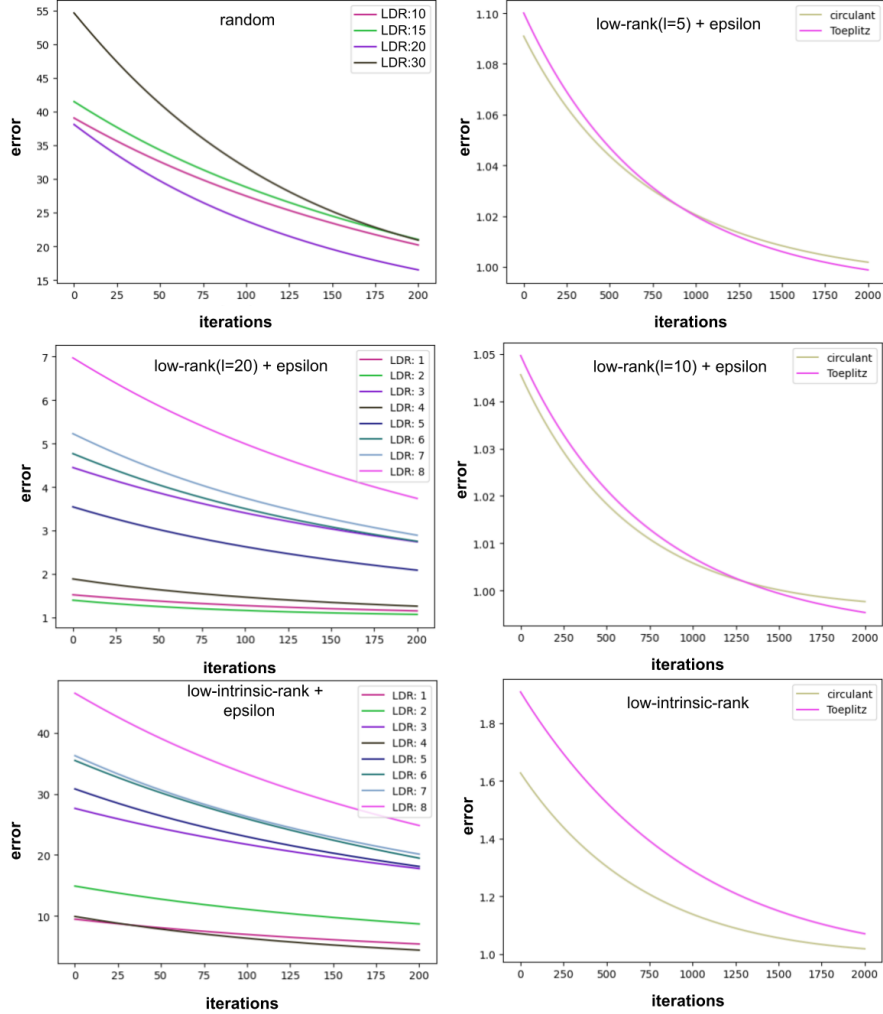 random
LDR:10
LDR:15
LDR:20
LDR:30
55
50
45
40
35
30
25
20
15
error
0 25 50 75 100 125 150 175 200
iterations
low-rank(l=5) + epsilon
circulant
Toeplitz
1.10
1.08
1.06
1.04
1.02
1.00
error
0 250 500 750 1000 1250 1500 1750 2000
iterations
low-rank(l=20) + epsilon
LDR: 1
LDR: 2
LDR: 3
LDR: 4
LDR: 5
LDR: 6
LDR: 7
LDR: 8
7
6
5
4
3
2
1
error
0 25 50 75 100 125 150 175 200
iterations
low-rank(l=10) + epsilon
circulant
Toeplitz
1.05
1.04
1.03
1.02
1.01
1.00
error
0 250 500 750 1000 1250 1500 1750 2000
iterations
low-intrinsic-rank +
epsilon
LDR: 1
LDR: 2
LDR: 3
LDR: 4
LDR: 5
LDR: 6
LDR: 7
LDR: 8
40
30
20
10
error
0 25 50 75 100 125 150 175 200
iterations
low-intrinsic-rank
circulant
Toeplitz
1.8
1.6
1.4
1.2
1.0
error
0 250 500 750 1000 1250 1500 1750 2000
iterations